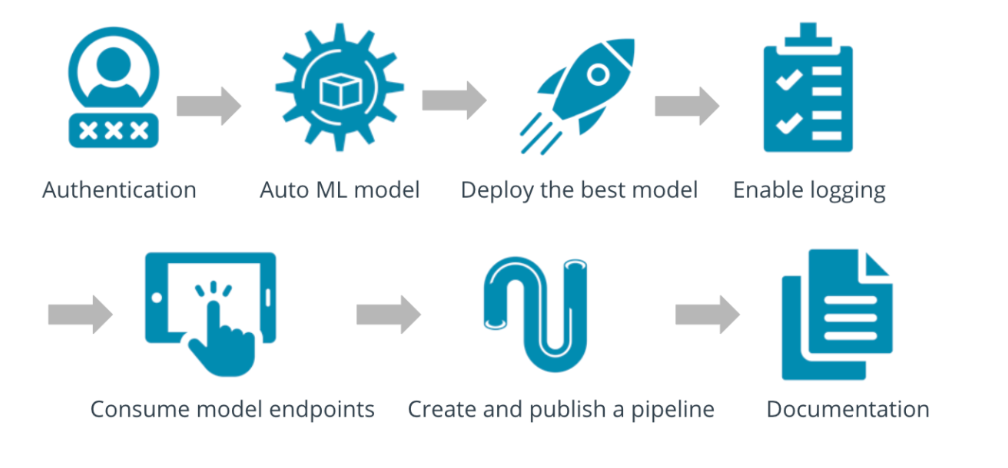 ×××
Authentication
Auto ML model
Deploy the best model
Enable logging
Consume model endpoints
Create and publish a pipeline
Documentation